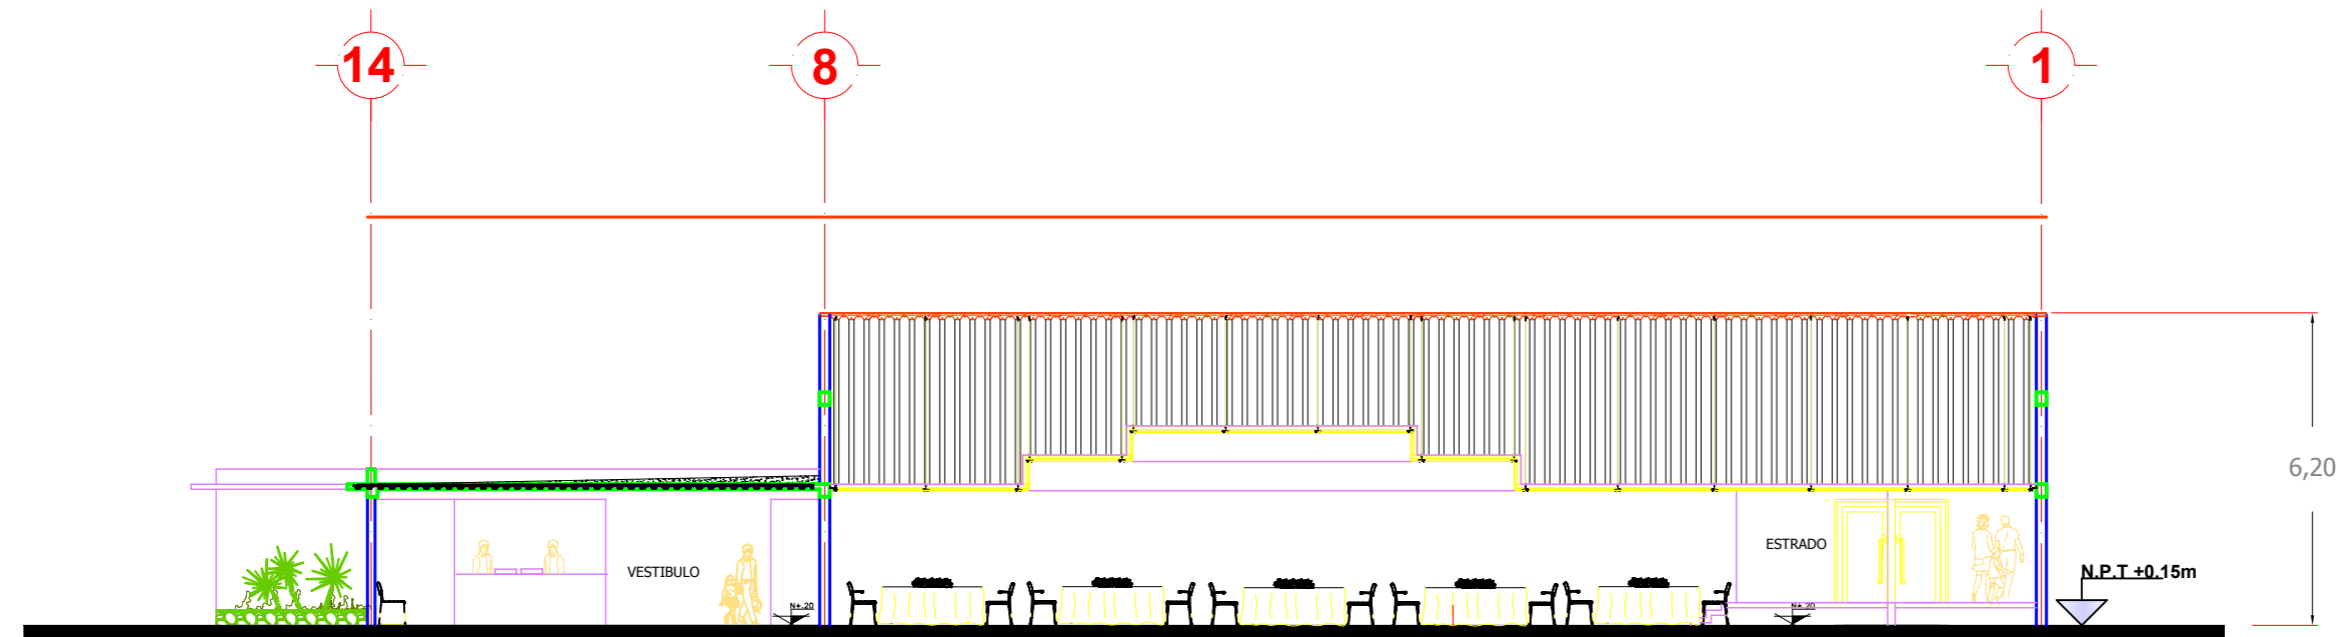 14
8
1
6,20
ESTRADO
VESTIBULO
N.P.T +0.15m
N+.20
N+.20